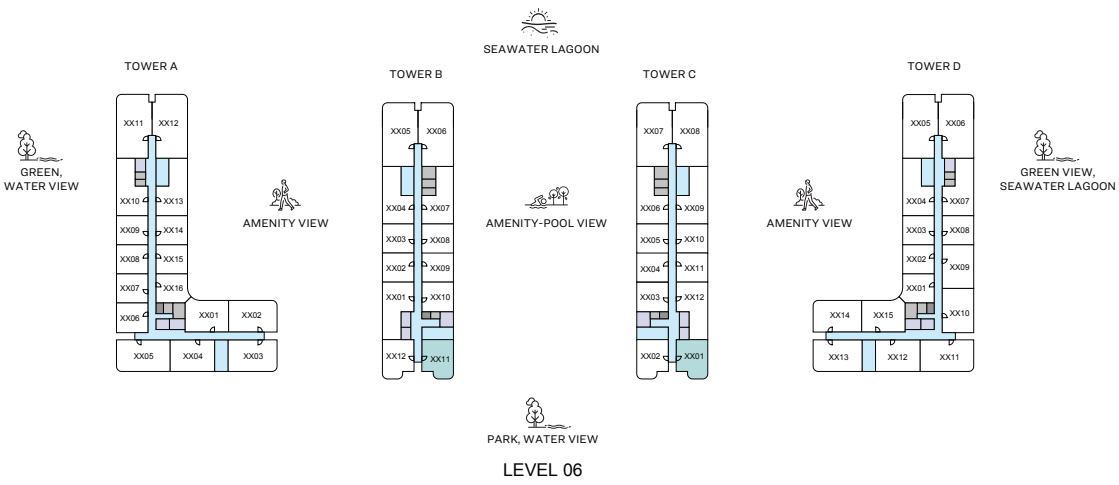 SEAWATER LAGOON
TOWER A
TOWER B
TOWER C
TOWER D
XX11
XX12
XX05
XX06
XX07
XX08
XX05
XX06
GREEN,
WATER VIEW
GREEN VIEW,
SEAWATER LAGOON
AMENITY VIEW
AMENITY-POOL VIEW
AMENITY VIEW
XX10
XX13
XX04
XX07
XX06
XX09
XX04
XX07
XX09
XX14
XX03
XX08
XX05
XX10
XX03
XX08
XX08
XX15
XX02
XX09
XX04
XX11
XX02
XX09
XX07
XX16
XX01
XX10
XX03
XX12
XX01
XX06
XX01
XX02
XX14
XX15
XX10
XX05
XX04
XX03
XX12
XX11
XX02
XX01
XX13
XX12
XX11
PARK, WATER VIEW
LEVEL 06